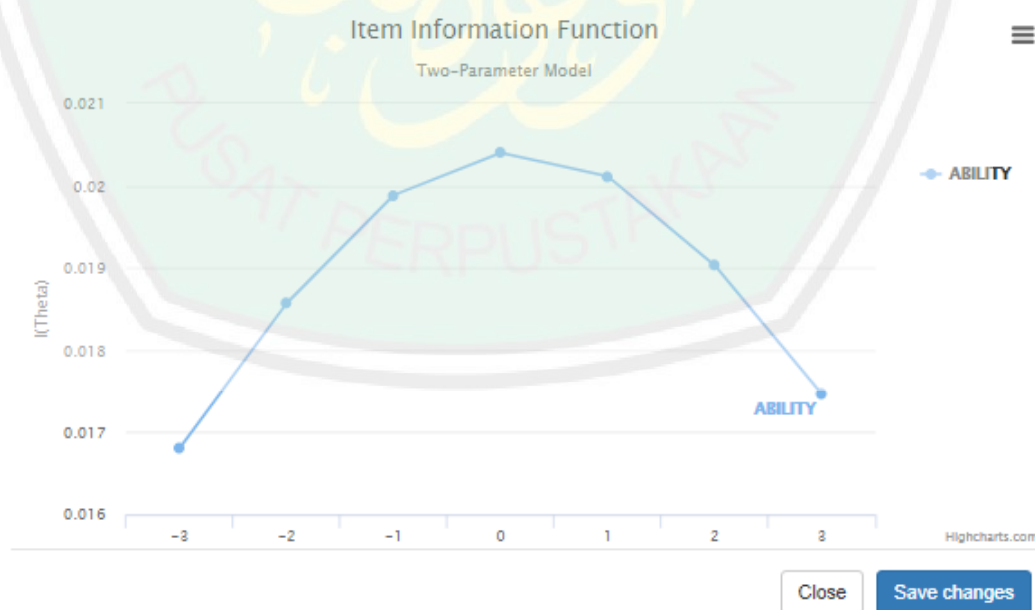 Item Information Function
Two-Parameter Model
0.021
0.02
0.019
0.018
0.017
0.016
I(Theta)
-3
-2
-1
0
1
2
3
ABILITY
ABILITY
PUSAT PERPUSTAKAAN
Highcharts.com
Close
Save changes